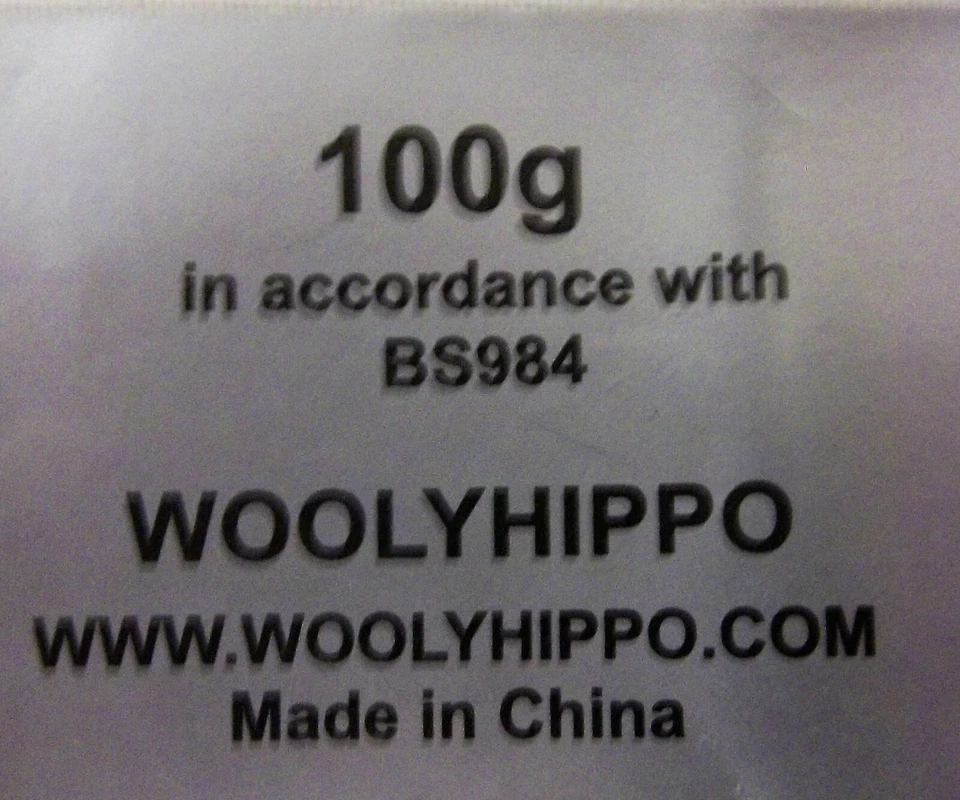 100g
in accordance with
BS984
WOOLYHIPPO
WWW.WOOLYHIPPO.COM
Made in China